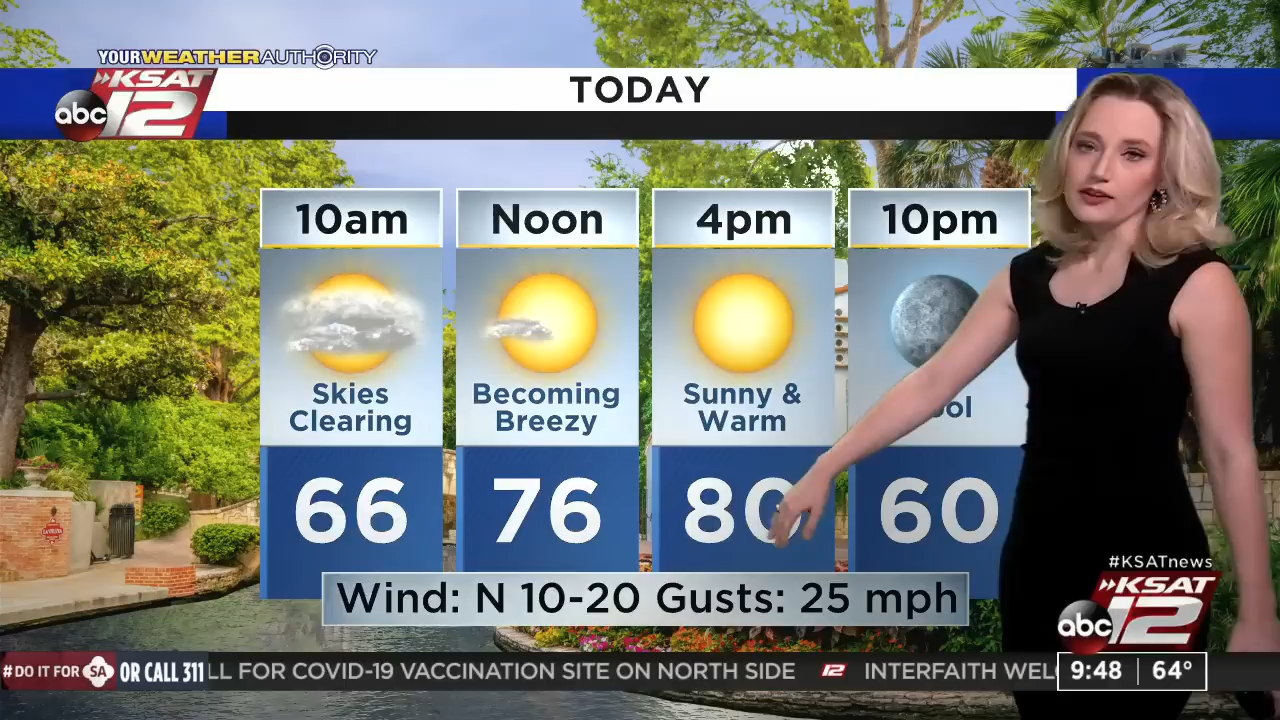 YOUR WEATHER AUTHORITY
KSAT
abc 12
TODAY
10am
Noon
4pm
10pm
Skies
Clearing
Becoming
Breezy
Sunny &
Warm
66
76
80
60
Wind: N 10-20 Gusts: 25 mph
#KSATnews
KSAT
abc 12
#DO IT FOR SA OR CALL 311
LL FOR COVID-19 VACCINATION SITE ON NORTH SIDE 12 INTERFAITH WEL
9:48 64°